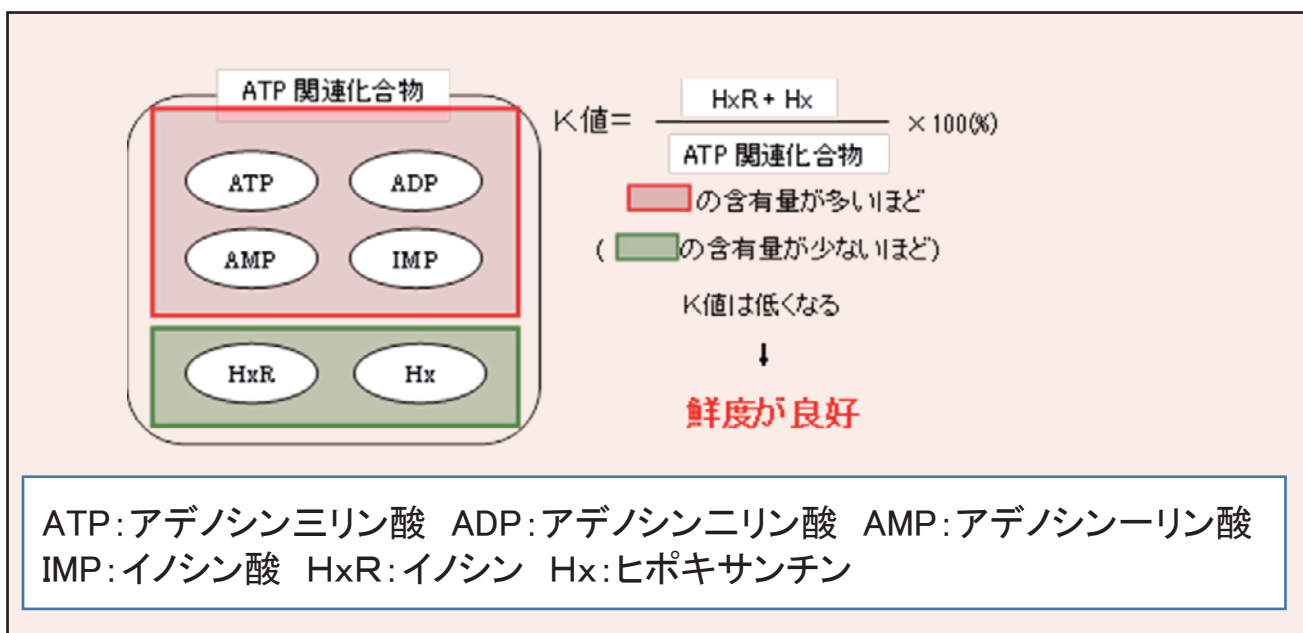 ATP 関連化合物
ATP ADP
AMP IMP
HxR Hx
K値= HxR + Hx × 100(%)
ATP 関連化合物
の含有量が多いほど
( の含有量が少ないほど)
K値は低くなる
↓
鮮度が良好
ATP:アデノシン三リン酸 ADP:アデノシン二リン酸 AMP:アデノシン一リン酸
IMP:イノシン酸 HxR:イノシン Hx:ヒポキサンチン